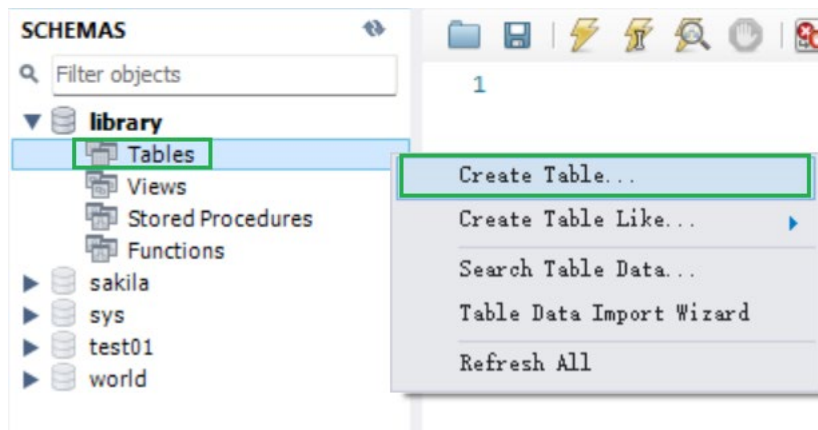 SCHEMAS
Filter objects
library
Tables
Views
Stored Procedures
Functions
sakila
sys
test01
world
1
Create Table...
Create Table Like...
Search Table Data...
Table Data Import Wizard
Refresh All